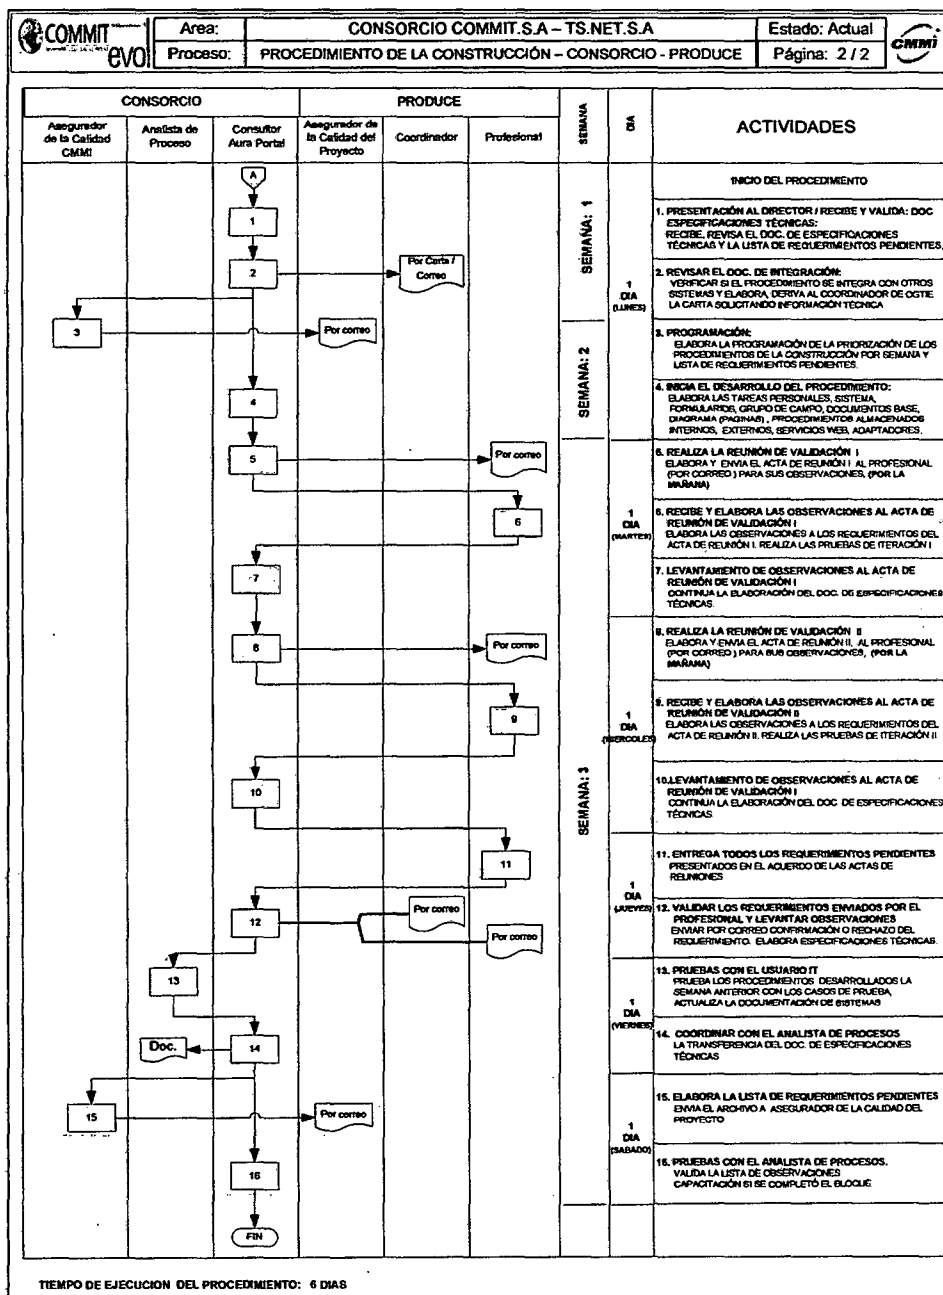 COMMIT
evol
Area:
CONSORCIO COMMIT.S.A – TS.NET.S.A
Estado: Actual
CMMi
Proceso:
PROCEDIMIENTO DE LA CONSTRUCCIÓN – CONSORCIO - PRODUCE
Página: 2 / 2
CONSORCIO
PRODUCE
SEMANA
DIA
ACTIVIDADES
Asegurador
de la Calidad
CMMI
Analista de
Proceso
Consultor
Aura Portal
Asegurador de
la Calidad del
Proyecto
Coordinador
Profesional
A
1
2
Por Carta /
Correo
3
Por correo
4
5
Por correo
6
7
8
Por correo
9
10
11
12
Por correo
Por correo
13
Doc.
14
15
Por correo
16
FIN
SEMANA: 1
SEMANA: 2
SEMANA: 3
1
DIA
(LUNES)
1
DIA
(MARTES)
1
DIA
(MIERCOLES)
1
DIA
(JUEVES)
1
DIA
(VIERNES)
1
DIA
(SABADO)
INICIO DEL PROCEDIMIENTO
1. PRESENTACIÓN AL DIRECTOR / RECIBE Y VALIDA: DOC
ESPECIFICACIONES TÉCNICAS:
RECIBE, REVISA EL DOC. DE ESPECIFICACIONES
TÉCNICAS Y LA LISTA DE REQUERIMIENTOS PENDIENTES.
2. REVISAR EL DOC. DE INTEGRACIÓN:
VERIFICAR SI EL PROCEDIMIENTO SE INTEGRA CON OTROS
SISTEMAS Y ELABORA, DERIVA AL COORDINADOR DE OGTIE
LA CARTA SOLICITANDO INFORMACIÓN TÉCNICA
3. PROGRAMACIÓN:
ELABORA LA PROGRAMACIÓN DE LA PRIORIZACIÓN DE LOS
PROCEDIMIENTOS DE LA CONSTRUCCIÓN POR SEMANA Y
LISTA DE REQUERIMIENTOS PENDIENTES.
4. INICIA EL DESARROLLO DEL PROCEDIMIENTO:
ELABORA LAS TAREAS PERSONALES, SISTEMA,
FORMULARIOS, GRUPO DE CAMPO, DOCUMENTOS BASE,
DIAGRAMA (PAGINAS) , PROCEDIMIENTOS ALMACENADOS
INTERNOS, EXTERNOS, SERVICIOS WEB, ADAPTADORES.
5. REALIZA LA REUNIÓN DE VALIDACIÓN I
ELABORA Y ENVIA EL ACTA DE REUNIÓN I AL PROFESIONAL
(POR CORREO ) PARA SUS OBSERVACIONES, (POR LA
MAÑANA)
6. RECIBE Y ELABORA LAS OBSERVACIONES AL ACTA DE
REUNIÓN DE VALIDACIÓN I
ELABORA LAS OBSERVACIONES A LOS REQUERIMIENTOS DEL
ACTA DE REUNIÓN I. REALIZA LAS PRUEBAS DE ITERACIÓN I
7. LEVANTAMIENTO DE OBSERVACIONES AL ACTA DE
REUNIÓN DE VALIDACIÓN I
CONTINUA LA ELABORACIÓN DEL DOC. DE ESPECIFICACIONES
TÉCNICAS.
8. REALIZA LA REUNIÓN DE VALIDACIÓN II
ELABORA Y ENVIA EL ACTA DE REUNIÓN II, AL PROFESIONAL
(POR CORREO ) PARA SUS OBSERVACIONES, (POR LA
MAÑANA)
9. RECIBE Y ELABORA LAS OBSERVACIONES AL ACTA DE
REUNIÓN DE VALIDACIÓN II
ELABORA LAS OBSERVACIONES A LOS REQUERIMIENTOS DEL
ACTA DE REUNIÓN II. REALIZA LAS PRUEBAS DE ITERACIÓN II
10.LEVANTAMIENTO DE OBSERVACIONES AL ACTA DE
REUNIÓN DE VALIDACIÓN I
CONTINUA LA ELABORACIÓN DEL DOC. DE ESPECIFICACIONES
TÉCNICAS
11. ENTREGA TODOS LOS REQUERIMIENTOS PENDIENTES
PRESENTADOS EN EL ACUERDO DE LAS ACTAS DE
REUNIONES
12. VALIDAR LOS REQUERIMIENTOS ENVIADOS POR EL
PROFESIONAL Y LEVANTAR OBSERVACIONES
ENVIAR POR CORREO CONFIRMACIÓN O RECHAZO DEL
REQUERIMIENTO. ELABORA ESPECIFICACIONES TÉCNICAS.
13. PRUEBAS CON EL USUARIO IT
PRUEBA LOS PROCEDIMIENTOS DESARROLLADOS LA
SEMANA ANTERIOR CON LOS CASOS DE PRUEBA,
ACTUALIZA LA DOCUMENTACIÓN DE SISTEMAS
14. COORDINAR CON EL ANALISTA DE PROCESOS
LA TRANSFERENCIA DEL DOC. DE ESPECIFICACIONES
TÉCNICAS
15. ELABORA LA LISTA DE REQUERIMIENTOS PENDIENTES
ENVIA EL ARCHIVO A ASEGURADOR DE LA CALIDAD DEL
PROYECTO
16. PRUEBAS CON EL ANALISTA DE PROCESOS.
VALIDA LA LISTA DE OBSERVACIONES
CAPACITACIÓN SI SE COMPLETÓ EL BLOQUE
TIEMPO DE EJECUCION DEL PROCEDIMIENTO: 6 DIAS